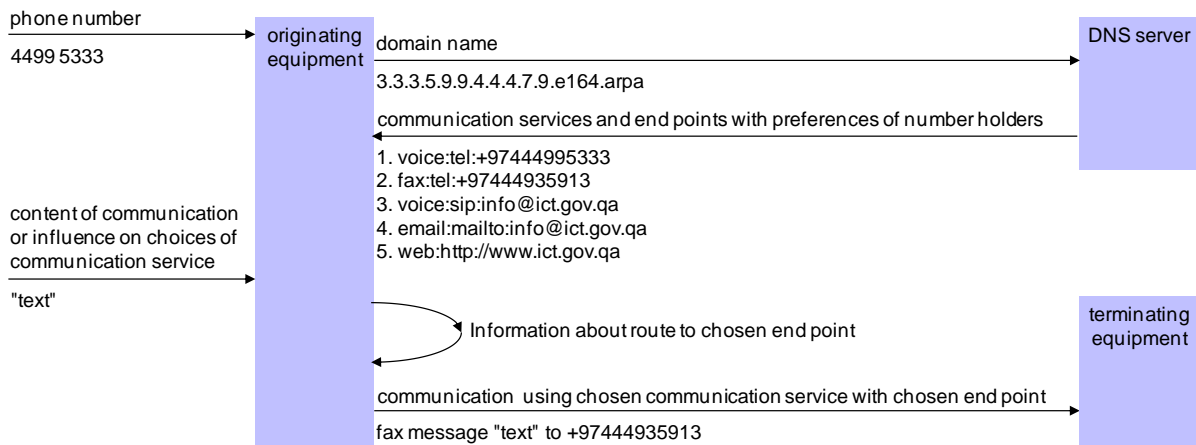 phone number
4499 5333
originating
equipment
domain name
3.3.3.5.9.9.4.4.4.7.9.e164.arpa
DNS server
communication services and end points with preferences of number holders
1. voice:tel:+97444995333
2. fax:tel:+97444935913
3. voice:sip:info@ict.gov.qa
4. email:mailto:info@ict.gov.qa
5. web:http://www.ict.gov.qa
content of communication
or influence on choices of
communication service
"text"
Information about route to chosen end point
terminating
equipment
communication using chosen communication service with chosen end point
fax message "text" to +97444935913